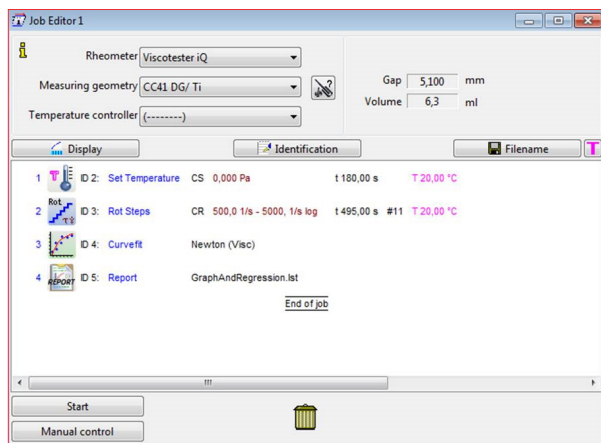 Job Editor 1
Rheometer Viscotester iQ
Measuring geometry CC41 DG/ Ti
Temperature controller (--------)
Gap 5,100 mm
Volume 6,3 ml
Display Identification Filename T
1 T ID 2: Set Temperature CS 0,000 Pa t 180,00 s T 20,00 °C
Rot
2 ID 3: Rot Steps CR 500,0 1/s - 5000, 1/s log t 495,00 s #11 T 20,00 °C
3 ID 4: Curvefit Newton (Visc)
4 REPORT ID 5: Report GraphAndRegression.lst
End of job
Start
Manual control